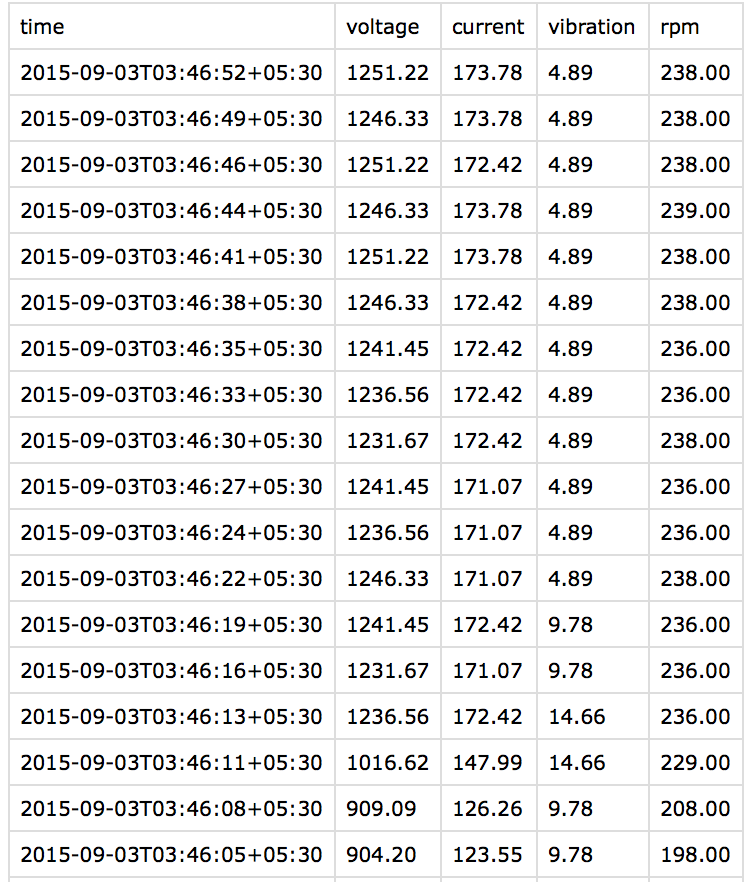 time voltage current vibration rpm
2015-09-03T03:46:52+05:30 1251.22 173.78 4.89 238.00
2015-09-03T03:46:49+05:30 1246.33 173.78 4.89 238.00
2015-09-03T03:46:46+05:30 1251.22 172.42 4.89 238.00
2015-09-03T03:46:44+05:30 1246.33 173.78 4.89 239.00
2015-09-03T03:46:41+05:30 1251.22 173.78 4.89 238.00
2015-09-03T03:46:38+05:30 1246.33 172.42 4.89 238.00
2015-09-03T03:46:35+05:30 1241.45 172.42 4.89 236.00
2015-09-03T03:46:33+05:30 1236.56 172.42 4.89 236.00
2015-09-03T03:46:30+05:30 1231.67 172.42 4.89 238.00
2015-09-03T03:46:27+05:30 1241.45 171.07 4.89 236.00
2015-09-03T03:46:24+05:30 1236.56 171.07 4.89 236.00
2015-09-03T03:46:22+05:30 1246.33 171.07 4.89 238.00
2015-09-03T03:46:19+05:30 1241.45 172.42 9.78 236.00
2015-09-03T03:46:16+05:30 1231.67 171.07 9.78 236.00
2015-09-03T03:46:13+05:30 1236.56 172.42 14.66 236.00
2015-09-03T03:46:11+05:30 1016.62 147.99 14.66 229.00
2015-09-03T03:46:08+05:30 909.09 126.26 9.78 208.00
2015-09-03T03:46:05+05:30 904.20 123.55 9.78 198.00